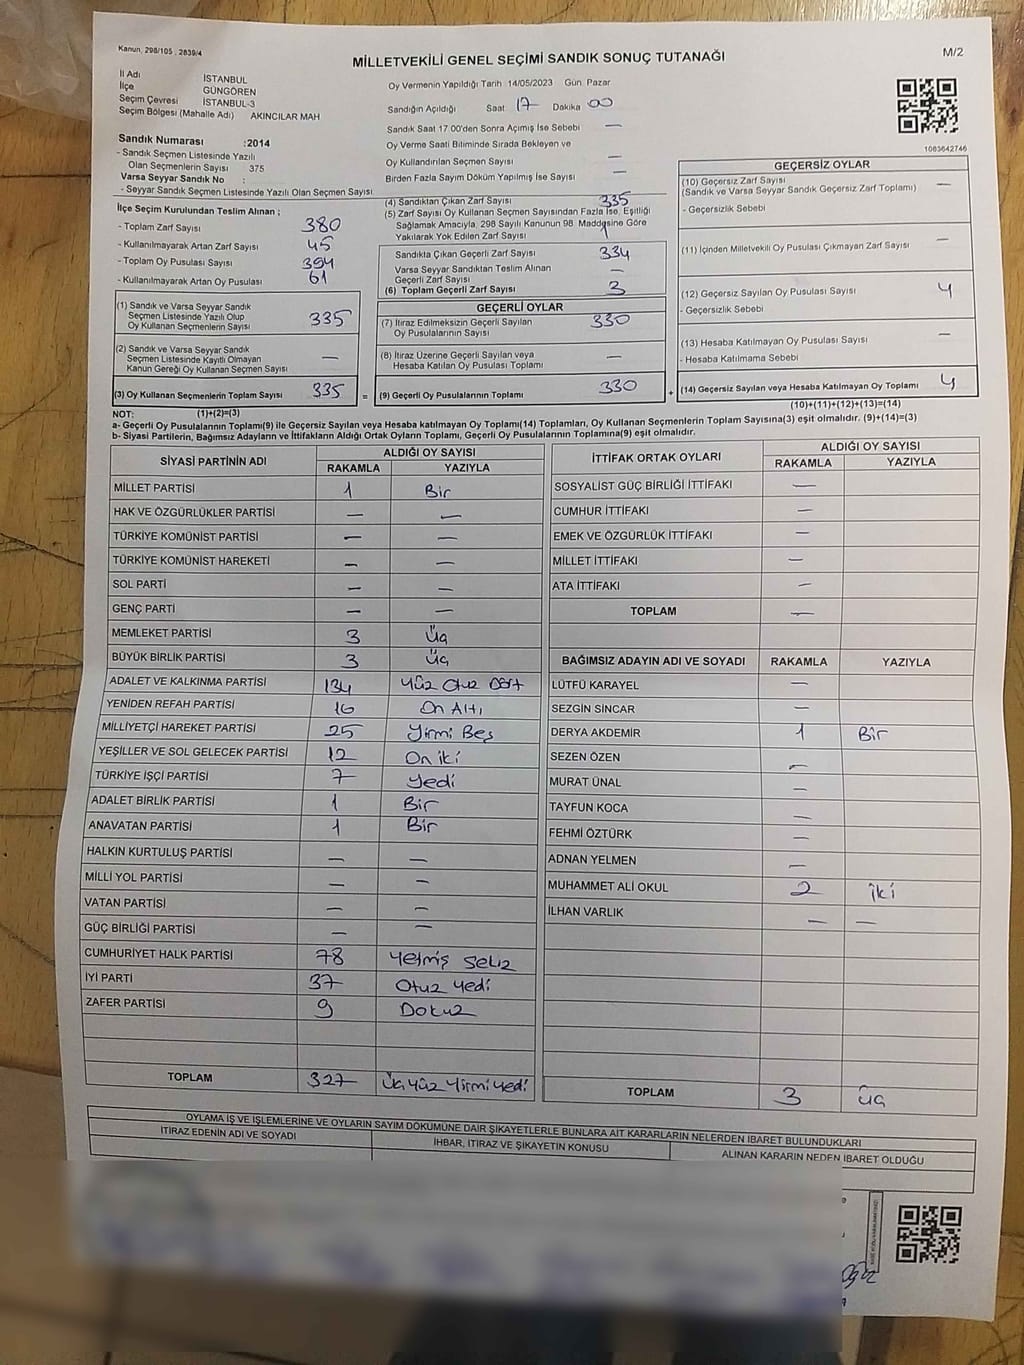 Kanun, 298/105 , 2839/4
MİLLETVEKİLİ GENEL SEÇİMİ SANDIK SONUÇ TUTANAĞI
M/2
İl Adı İSTANBUL
İlçe GÜNGÖREN
Seçim Çevresi İSTANBUL-3
Seçim Bölgesi (Mahalle Adı) AKINCILAR MAH
Oy Vermenin Yapıldığı Tarih 14/05/2023 Gün Pazar
Sandığın Açıldığı Saat 17 Dakika 00
Sandık Saat 17.00'den Sonra Açımış İse Sebebi —
Oy Verme Saati Bitiminde Sırada Bekleyen ve
Oy Kullandırılan Seçmen Sayısı —
Birden Fazla Sayım Döküm Yapılmış İse Sayısı —
1083642746
Sandık Numarası :2014
- Sandık Seçmen Listesinde Yazılı
Olan Seçmenlerin Sayısı 375
Varsa Seyyar Sandık No :
- Seyyar Sandık Seçmen Listesinde Yazılı Olan Seçmen Sayısı
İlçe Seçim Kurulundan Teslim Alınan ;
- Toplam Zarf Sayısı 380
- Kullanılmayarak Artan Zarf Sayısı 45
- Toplam Oy Pusulası Sayısı 394
- Kullanılmayarak Artan Oy Pusulası 61
(1) Sandık ve Varsa Seyyar Sandık
Seçmen Listesinde Yazılı Olup
Oy Kullanan Seçmenlerin Sayısı 335
(2) Sandık ve Varsa Seyyar Sandık
Seçmen Listesinde Kayıtlı Olmayan
Kanun Gereği Oy Kullanan Seçmen Sayısı —
(3) Oy Kullanan Seçmenlerin Toplam Sayısı 335 =
(4) Sandıktan Çıkan Zarf Sayısı 335
(5) Zarf Sayısı Oy Kullanan Seçmen Sayısından Fazla İse, Eşitliği
Sağlamak Amacıyla, 298 Sayılı Kanunun 98. Maddesine Göre
Yakılarak Yok Edilen Zarf Sayısı 1
Sandıkla Çıkan Geçerli Zarf Sayısı 334
Varsa Seyyar Sandıktan Teslim Alınan
Geçerli Zarf Sayısı —
(6) Toplam Geçerli Zarf Sayısı 3
GEÇERLİ OYLAR
(7) İtiraz Edilmeksizin Geçerli Sayılan
Oy Pusulalarının Sayısı 330
(8) İtiraz Üzerine Geçerli Sayılan veya
Hesaba Katılan Oy Pusulası Toplamı —
(9) Geçerli Oy Pusulalarının Toplamı 330 +
GEÇERSİZ OYLAR
(10) Geçersiz Zarf Sayısı —
(Sandık ve Varsa Seyyar Sandık Geçersiz Zarf Toplamı)
- Geçersizlik Sebebi
(11) İçinden Milletvekili Oy Pusulası Çıkmayan Zarf Sayısı —
(12) Geçersiz Sayılan Oy Pusulası Sayısı 4
- Geçersizlik Sebebi
(13) Hesaba Katılmayan Oy Pusulası Sayısı —
- Hesaba Katılmama Sebebi
(14) Geçersiz Sayılan veya Hesaba Katılmayan Oy Toplamı 4
NOT: (1)+(2)=(3)
(10)+(11)+(12)+(13)=(14)
a- Geçerli Oy Pusulalarının Toplamı(9) ile Geçersiz Sayılan veya Hesaba katılmayan Oy Toplamı(14) Toplamları, Oy Kullanan Seçmenlerin Toplam Sayısına(3) eşit olmalıdır. (9)+(14)=(3)
b- Siyasi Partilerin, Bağımsız Adayların ve İttifakların Aldığı Ortak Oyların Toplamı, Geçerli Oy Pusulalarının Toplamına(9) eşit olmalıdır.
SİYASİ PARTİNİN ADI ALDIĞI OY SAYISI
RAKAMLA YAZIYLA
MİLLET PARTİSİ 1 Bir
HAK VE ÖZGÜRLÜKLER PARTİSİ — —
TÜRKİYE KOMÜNİST PARTİSİ — —
TÜRKİYE KOMÜNİST HAREKETİ — —
SOL PARTİ — —
GENÇ PARTİ — —
MEMLEKET PARTİSİ 3 Üç
BÜYÜK BİRLİK PARTİSİ 3 Üç
ADALET VE KALKINMA PARTİSİ 134 Yüz Otuz Dört
YENİDEN REFAH PARTİSİ 16 On Altı
MİLLİYETÇİ HAREKET PARTİSİ 25 Yirmi Beş
YEŞİLLER VE SOL GELECEK PARTİSİ 12 On iki
TÜRKİYE İŞÇİ PARTİSİ 7 Yedi
ADALET BİRLİK PARTİSİ 1 Bir
ANAVATAN PARTİSİ 1 Bir
HALKIN KURTULUŞ PARTİSİ — —
MİLLİ YOL PARTİSİ — —
VATAN PARTİSİ — —
GÜÇ BİRLİĞİ PARTİSİ — —
CUMHURİYET HALK PARTİSİ 78 Yetmiş Sekiz
İYİ PARTİ 37 Otuz Yedi
ZAFER PARTİSİ 9 Dokuz
TOPLAM 327 Üç Yüz Yirmi Yedi
İTTİFAK ORTAK OYLARI ALDIĞI OY SAYISI
RAKAMLA YAZIYLA
SOSYALİST GÜÇ BİRLİĞİ İTTİFAKI —
CUMHUR İTTİFAKI —
EMEK VE ÖZGÜRLÜK İTTİFAKI —
MİLLET İTTİFAKI —
ATA İTTİFAKI —
TOPLAM —
BAĞIMSIZ ADAYIN ADI VE SOYADI RAKAMLA YAZIYLA
LÜTFÜ KARAYEL —
SEZGİN SİNCAR —
DERYA AKDEMİR 1 Bir
SEZEN ÖZEN —
MURAT ÜNAL —
TAYFUN KOCA —
FEHMİ ÖZTÜRK —
ADNAN YELMEN —
MUHAMMET ALİ OKUL 2 iki
İLHAN VARLIK — —
TOPLAM 3 Üç
OYLAMA İŞ VE İŞLEMLERİNE VE OYLARIN SAYIM DÖKÜMÜNE DAİR ŞİKAYETLERLE BUNLARA AİT KARARLARIN NELERDEN İBARET BULUNDUKLARI
İTİRAZ EDENİN ADI VE SOYADI İHBAR, İTİRAZ VE ŞİKAYETİN KONUSU ALINAN KARARIN NEDEN İBARET OLDUĞU